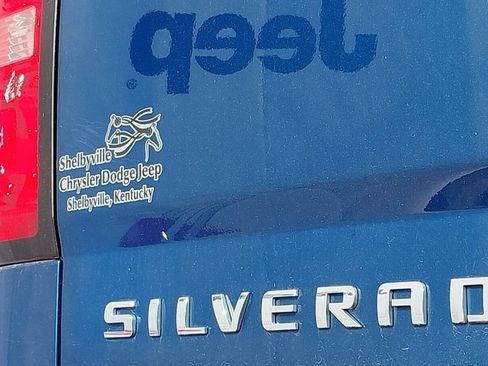 Jeep
Shelbyville
Chrysler Dodge Jeep
Shelbyville, Kentucky
SILVERAD